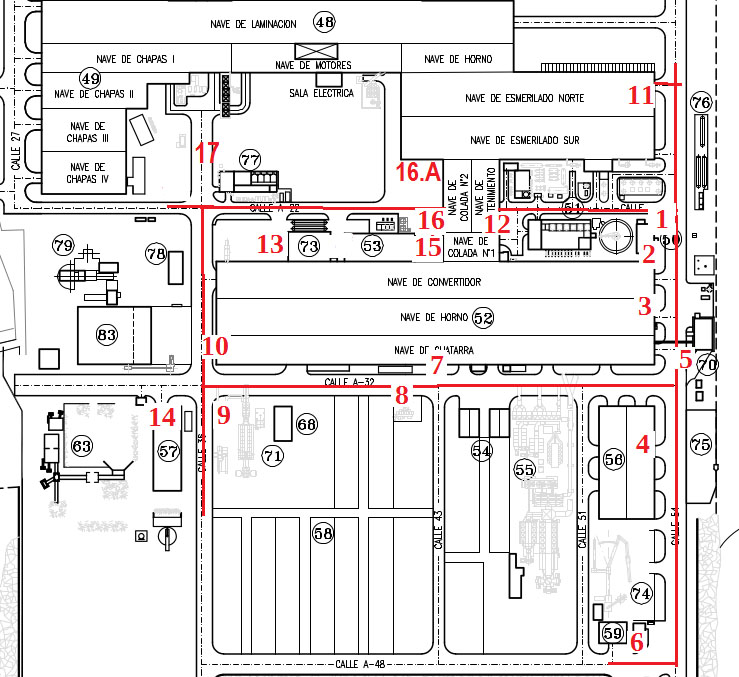 NAVE DE LAMINACION 48
NAVE DE CHAPAS I
NAVE DE MOTORES
NAVE DE HORNO
49
NAVE DE CHAPAS II
SALA ELECTRICA
NAVE DE ESMERILADO NORTE
11
76
CALLE 27
NAVE DE
CHAPAS III
NAVE DE ESMERILADO SUR
17
77
NAVE DE
CHAPAS IV
16.A
NAVE DE
COLADA Nº2
NAVE DE
TENIMIENTO
CALLE A-22
CALLE
16
12
1
79
78
13
73
53
15
NAVE DE
COLADA Nº1
2
50
NAVE DE CONVERTIDOR
3
83
NAVE DE HORNO 52
10
NAVE DE CHATARRA
7
5
70
CALLE A-32
8
14
9
68
63
57
CALLE 36
71
54
55
56
4
75
58
CALLE 43
CALLE 51
CALLE 54
74
59
6
CALLE A-48